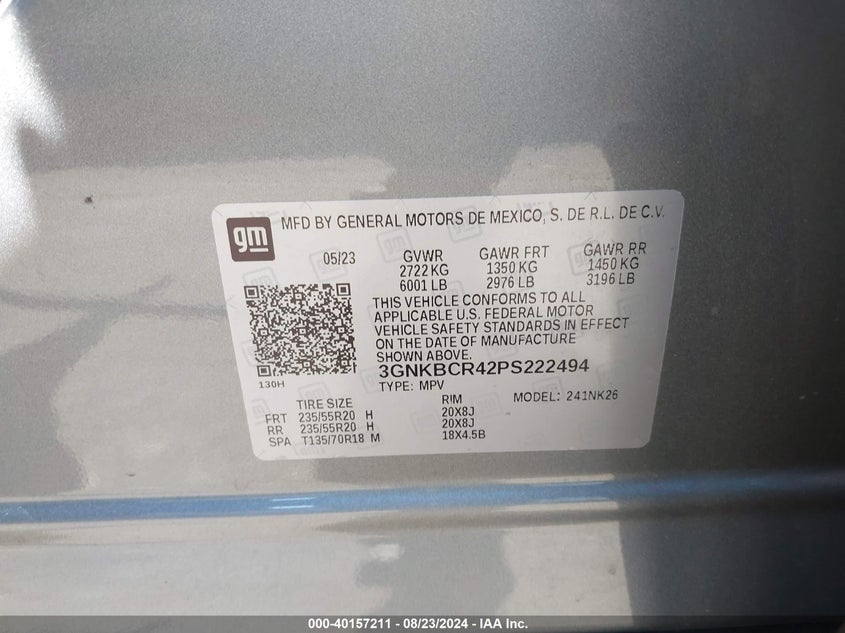 gm
MFD BY GENERAL MOTORS DE MEXICO, S. DE R.L. DE C.V.
05/23 GVWR GAWR FRT GAWR RR
2722 KG 1350 KG 1450 KG
6001 LB 2976 LB 3196 LB
THIS VEHICLE CONFORMS TO ALL
APPLICABLE U.S. FEDERAL MOTOR
VEHICLE SAFETY STANDARDS IN EFFECT
ON THE DATE OF MANUFACTURE
SHOWN ABOVE.
3GNKBCR42PS222494
130H
TYPE: MPV
TIRE SIZE RIM MODEL: 241NK26
FRT 235/55R20 H 20X8J
RR 235/55R20 H 20X8J
SPA T135/70R18 M 18X4.5B
000-40157211 - 08/23/2024 - IAA Inc.